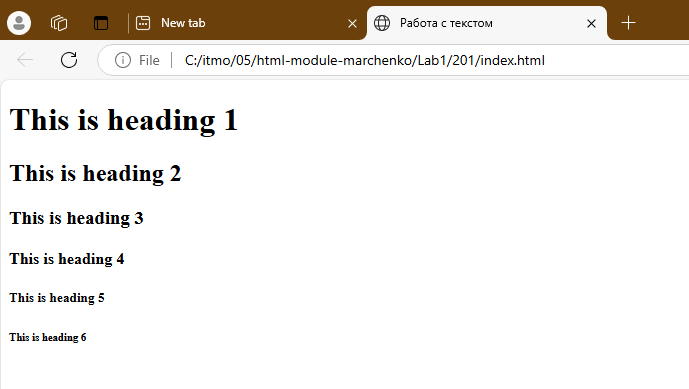 New tab
Работа с текстом
File
C:/itmo/05/html-module-marchenko/Lab1/201/index.html
This is heading 1
This is heading 2
This is heading 3
This is heading 4
This is heading 5
This is heading 6